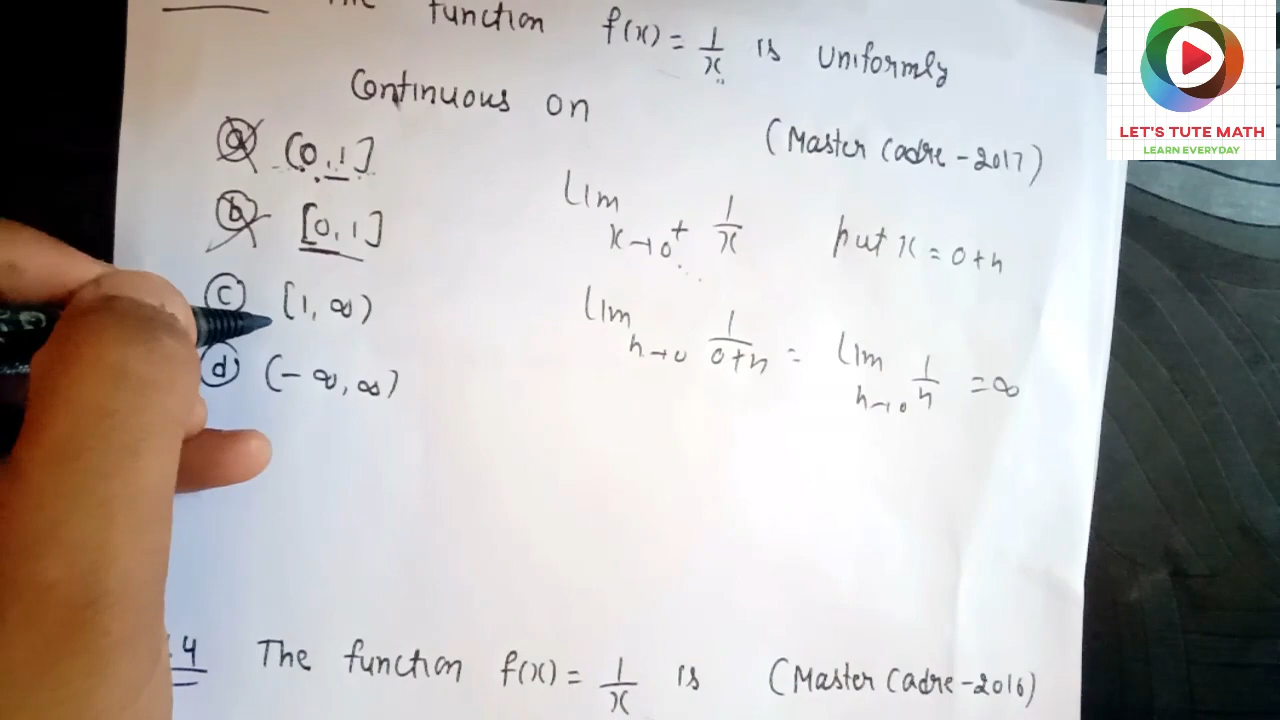 The function f(x) = 1/x is uniformly
Continuous on
(Master Cadre - 2017)
(a) (0, 1]
(b) [0, 1]
(c) [1, ∞)
(d) (-∞, ∞)
Lim x→0+ 1/x put x = 0+h
Lim h→0 1/(0+h) = Lim h→0 1/h = ∞
.4 The function f(x) = 1/x is (Master Cadre - 2016)
LET'S TUTE MATH
LEARN EVERYDAY